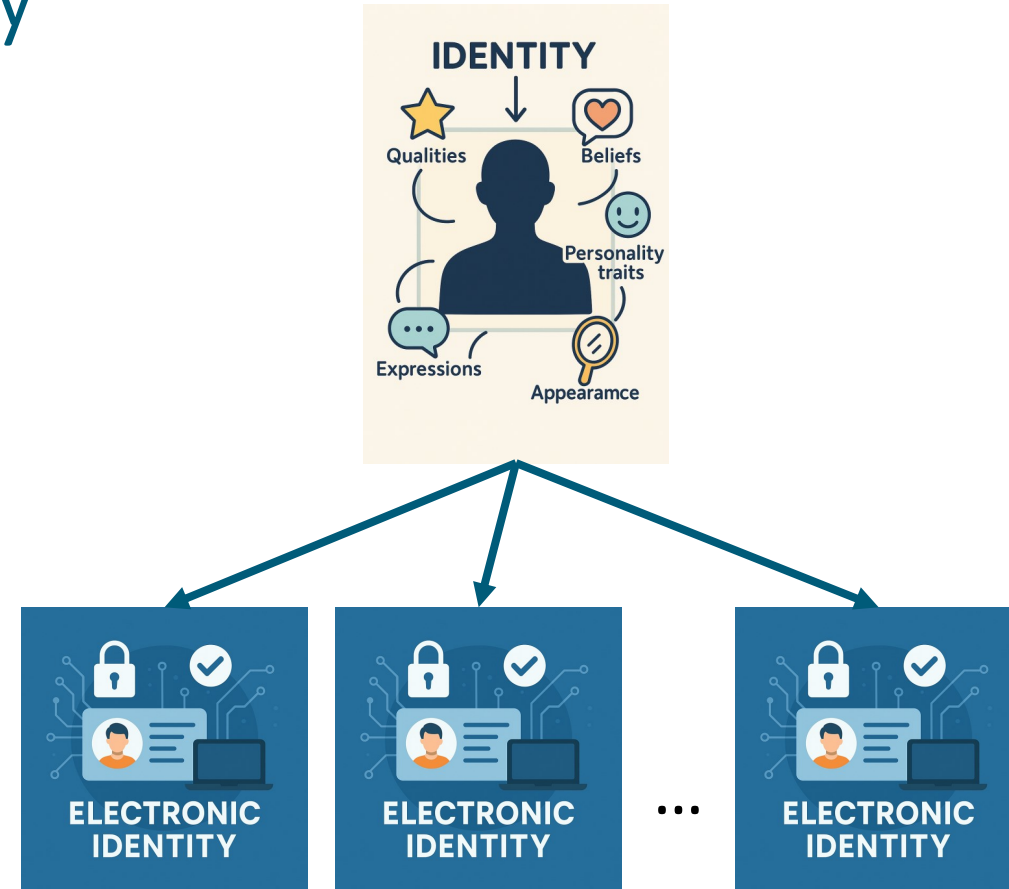 y
IDENTITY
Qualities
Beliefs
Personality
traits
Expressions
Appearamce
ELECTRONIC
IDENTITY
ELECTRONIC
IDENTITY
...
ELECTRONIC
IDENTITY